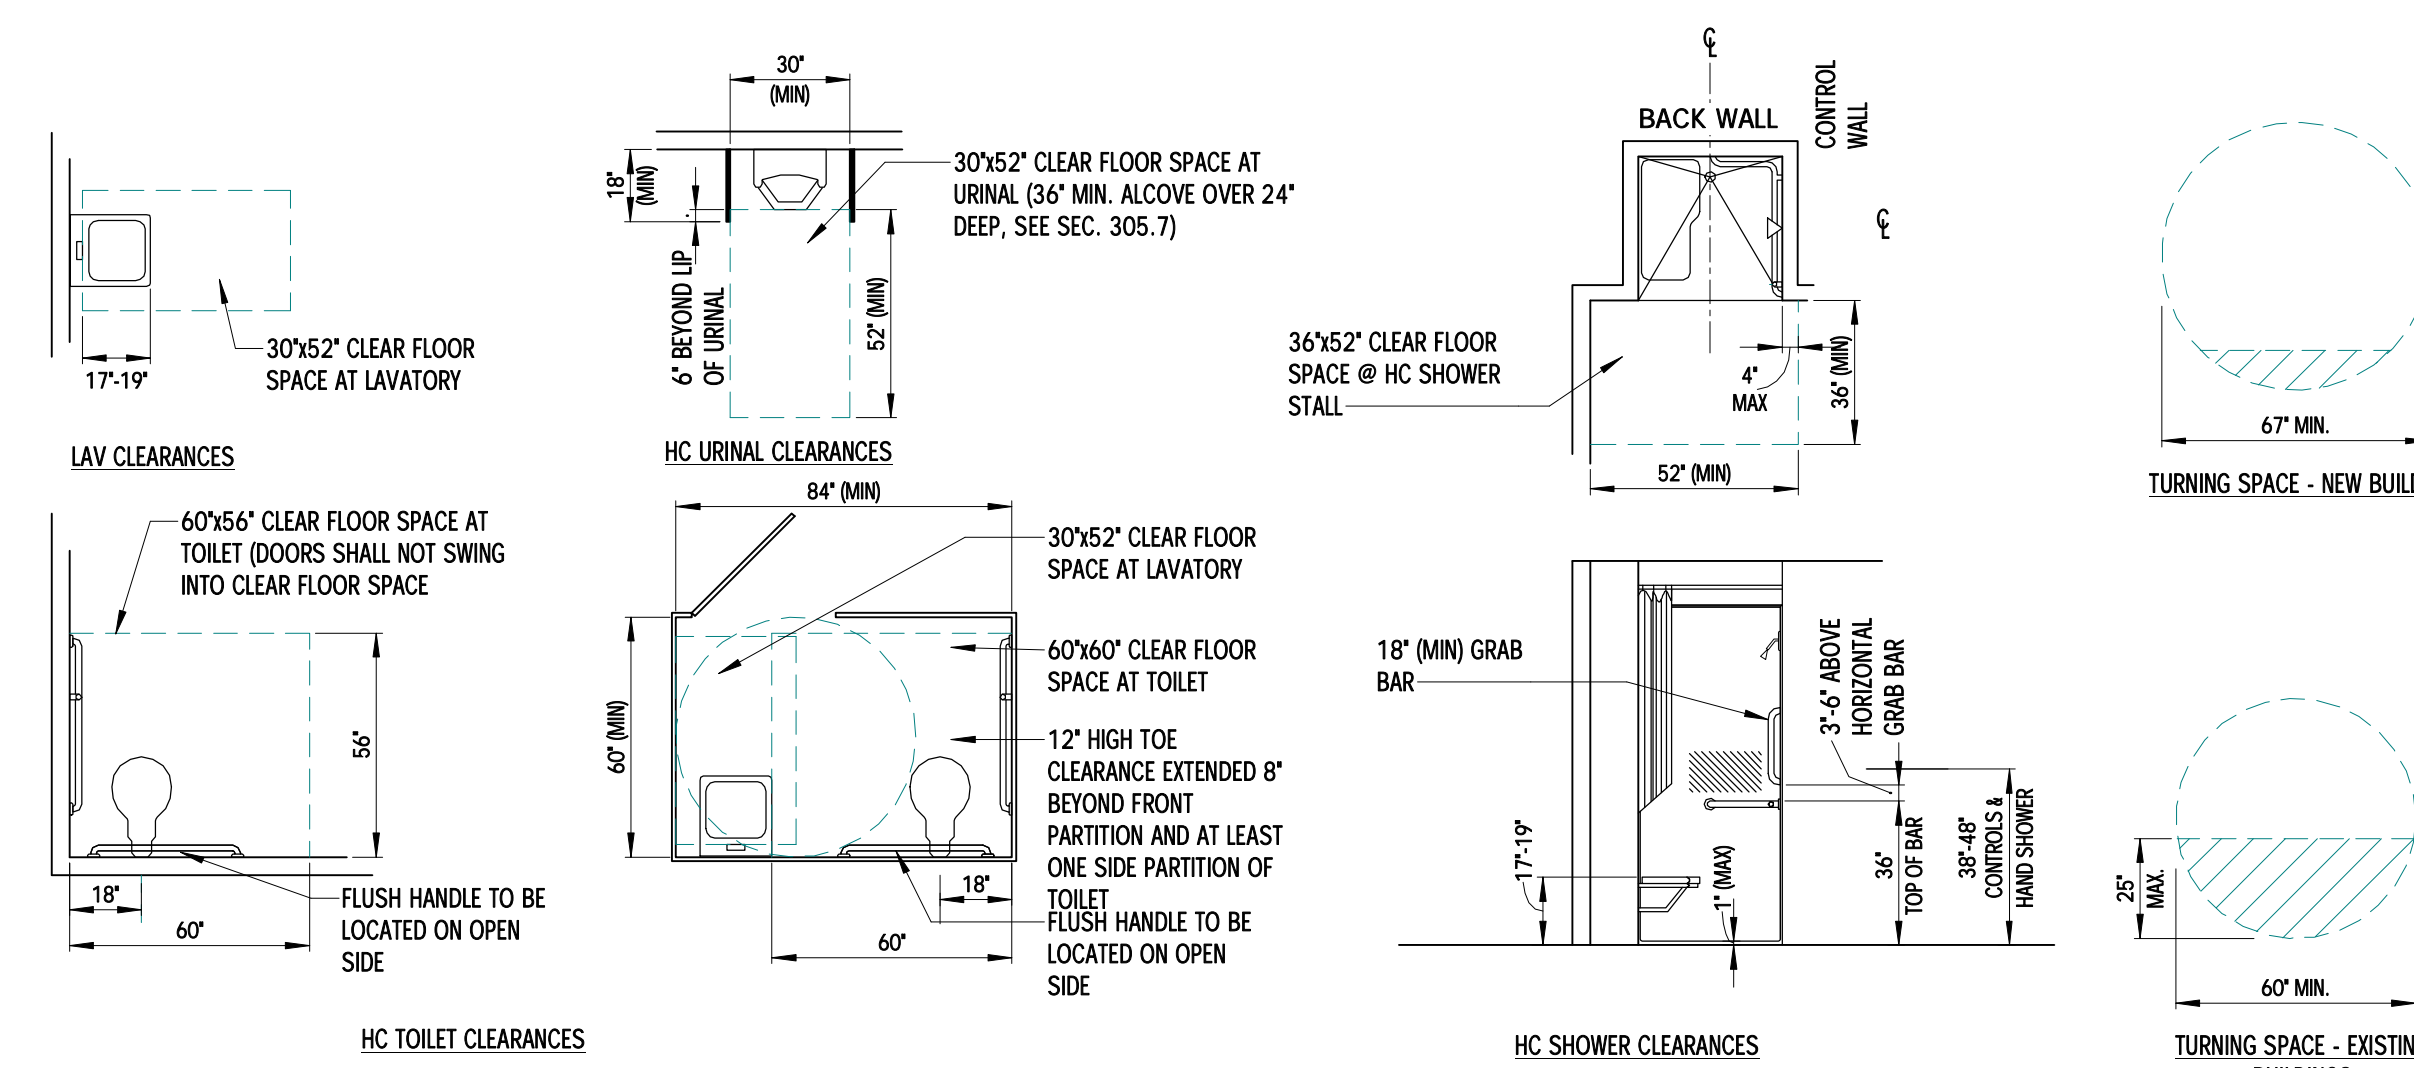 30"
(MIN)
18"
(MIN)
30"x52" CLEAR FLOOR SPACE AT
URINAL (36" MIN. ALCOVE OVER 24"
DEEP, SEE SEC. 305.7)
6" BEYOND LIP
OF URINAL
52" (MIN)
HC URINAL CLEARANCES
30"x52" CLEAR FLOOR
SPACE AT LAVATORY
17"-19"
LAV CLEARANCES
℄
BACK WALL
CONTROL
WALL
℄
36"x52" CLEAR FLOOR
SPACE @ HC SHOWER
STALL
4"
MAX
36" (MIN)
52" (MIN)
67" MIN.
TURNING SPACE - NEW BUIL
60"x56" CLEAR FLOOR SPACE AT
TOILET (DOORS SHALL NOT SWING
INTO CLEAR FLOOR SPACE
56"
18"
60"
FLUSH HANDLE TO BE
LOCATED ON OPEN
SIDE
84" (MIN)
30"x52" CLEAR FLOOR
SPACE AT LAVATORY
60"x60" CLEAR FLOOR
SPACE AT TOILET
60" (MIN)
12" HIGH TOE
CLEARANCE EXTENDED 8"
BEYOND FRONT
PARTITION AND AT LEAST
ONE SIDE PARTITION OF
TOILET
FLUSH HANDLE TO BE
LOCATED ON OPEN
SIDE
18"
60"
HC TOILET CLEARANCES
18" (MIN) GRAB
BAR
3"-6" ABOVE
HORIZONTAL
GRAB BAR
17"-19"
1" (MAX)
36"
TOP OF BAR
38"-48"
CONTROLS &
HAND SHOWER
HC SHOWER CLEARANCES
25"
MAX.
60" MIN.
TURNING SPACE - EXISTIN